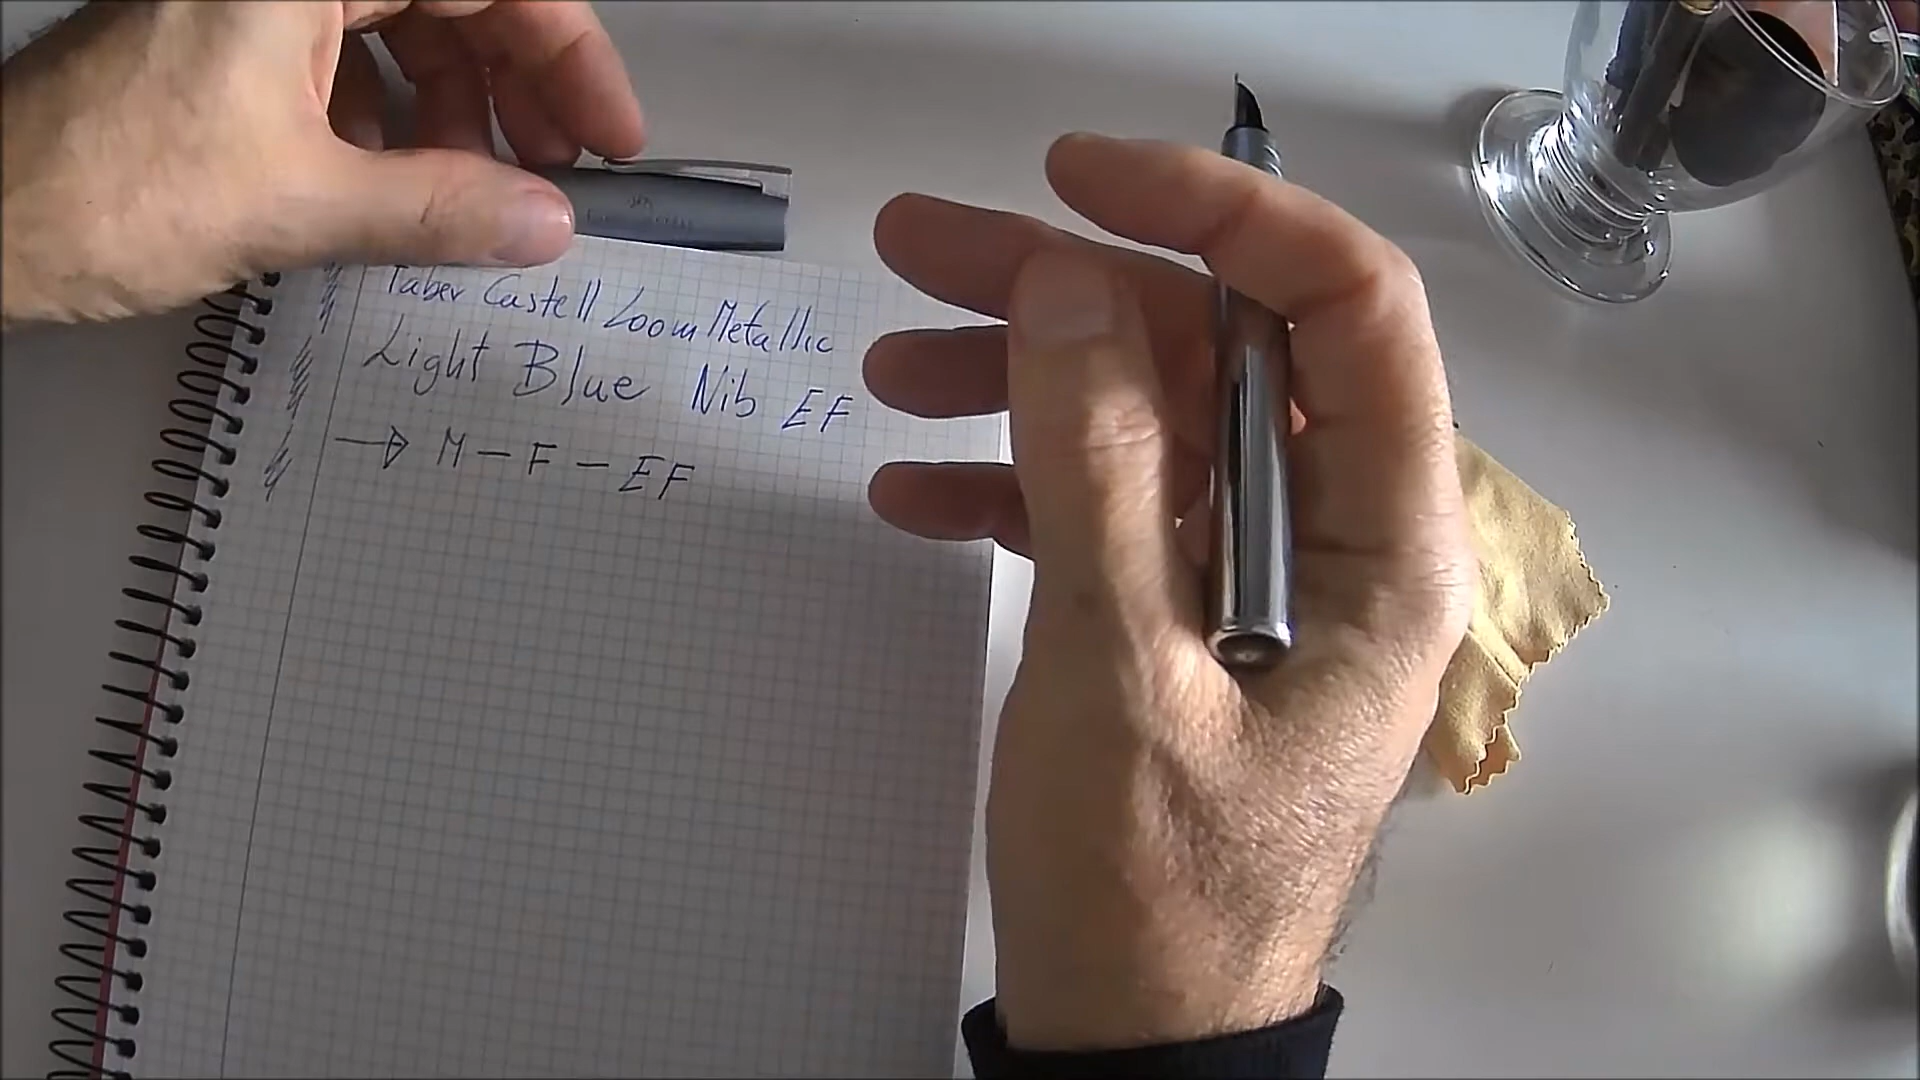 Faber Castell Loom Metallic
Light Blue Nib EF
→ M - F - EF